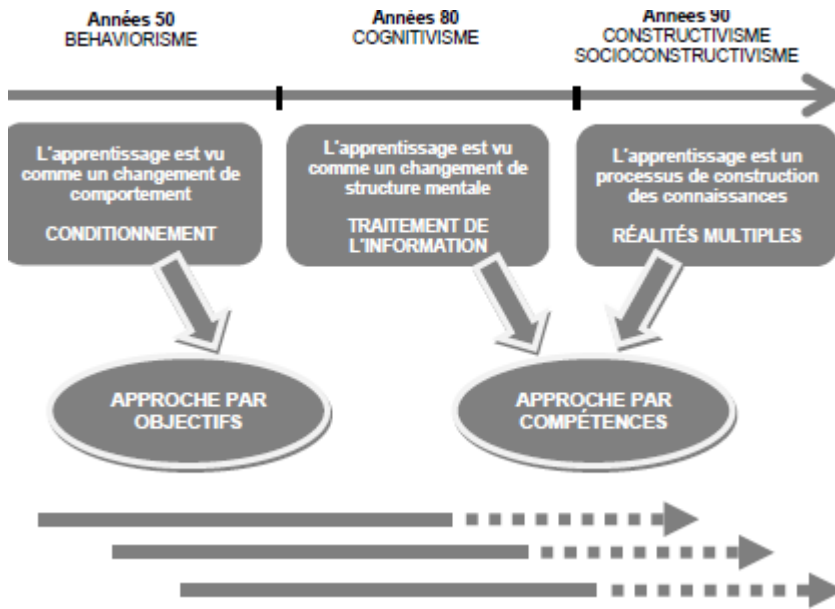 Années 50
BEHAVIORISME
Années 80
COGNITIVISME
Années 90
CONSTRUCTIVISME
SOCIOCONSTRUCTIVISME
L'apprentissage est vu
comme un changement de
comportement
CONDITIONNEMENT
L'apprentissage est vu
comme un changement de
structure mentale
TRAITEMENT DE
L'INFORMATION
L'apprentissage est un
processus de construction
des connaissances
RÉALITÉS MULTIPLES
APPROCHE PAR
OBJECTIFS
APPROCHE PAR
COMPÉTENCES